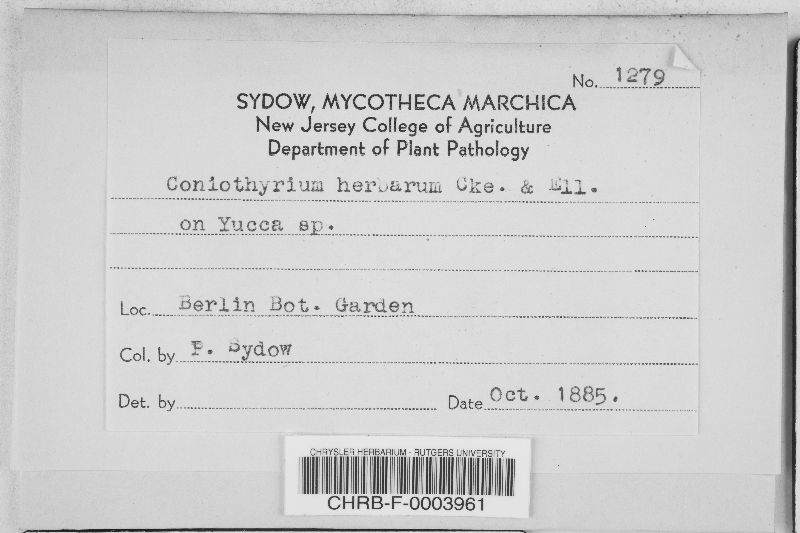 No. 1279
SYDOW, MYCOTHECA MARCHICA
New Jersey College of Agriculture
Department of Plant Pathology
Coniothyrium herbarum Cke. & Ell.
on Yucca sp.
Loc. Berlin Bot. Garden
Col. by P. Sydow
Det. by
Date Oct. 1885.
CHRYSLER HERBARIUM - RUTGERS UNIVERSITY
CHRB-F-0003961